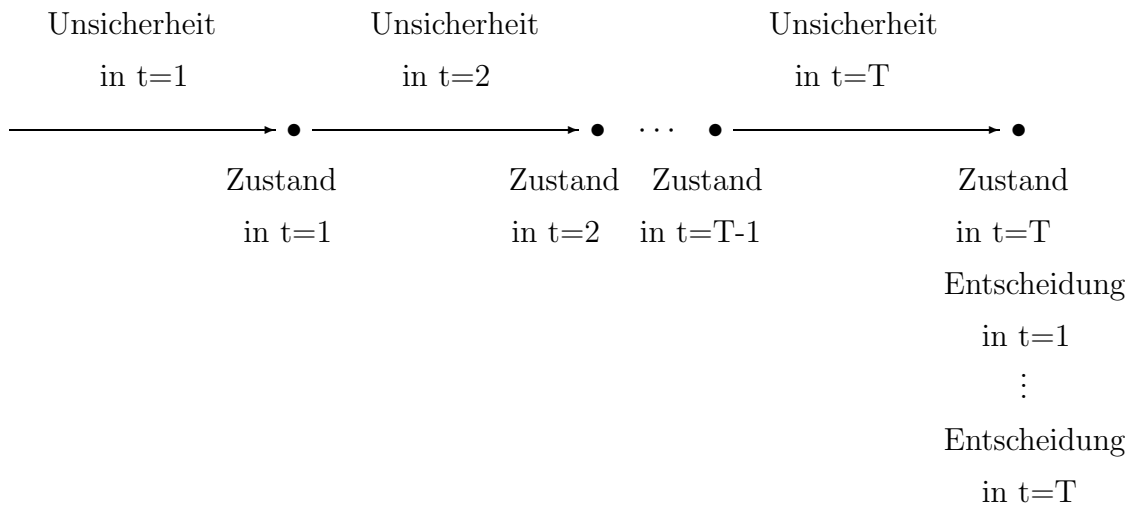 Unsicherheit Unsicherheit Unsicherheit
in t=1 in t=2 in t=T
...
Zustand Zustand Zustand Zustand
in t=1 in t=2 in t=T-1 in t=T
Entscheidung
in t=1
⋮
Entscheidung
in t=T